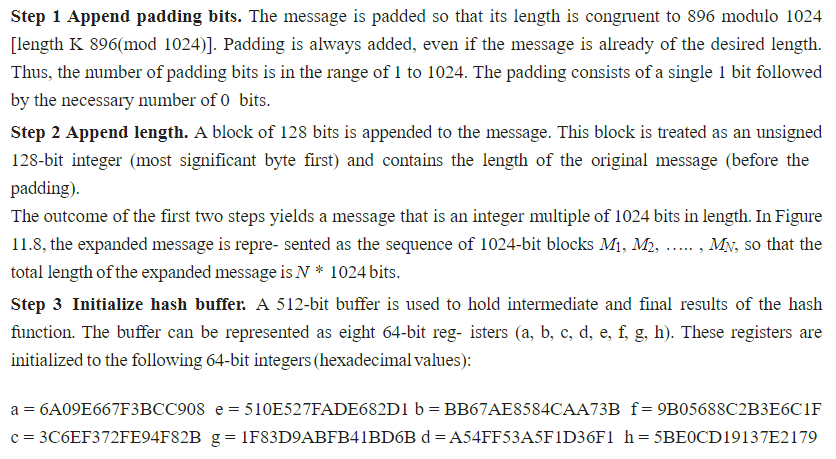 Step 1 Append padding bits. The message is padded so that its length is congruent to 896 modulo 1024
[length K 896(mod 1024)]. Padding is always added, even if the message is already of the desired length.
Thus, the number of padding bits is in the range of 1 to 1024. The padding consists of a single 1 bit followed
by the necessary number of 0 bits.
Step 2 Append length. A block of 128 bits is appended to the message. This block is treated as an unsigned
128-bit integer (most significant byte first) and contains the length of the original message (before the
padding).
The outcome of the first two steps yields a message that is an integer multiple of 1024 bits in length. In Figure
11.8, the expanded message is repre- sented as the sequence of 1024-bit blocks M1, M2, ….. , MN, so that the
total length of the expanded message is N * 1024 bits.
Step 3 Initialize hash buffer. A 512-bit buffer is used to hold intermediate and final results of the hash
function. The buffer can be represented as eight 64-bit reg- isters (a, b, c, d, e, f, g, h). These registers are
initialized to the following 64-bit integers (hexadecimal values):
a = 6A09E667F3BCC908 e = 510E527FADE682D1 b = BB67AE8584CAA73B f = 9B05688C2B3E6C1F
c = 3C6EF372FE94F82B g = 1F83D9ABFB41BD6B d = A54FF53A5F1D36F1 h = 5BE0CD19137E2179